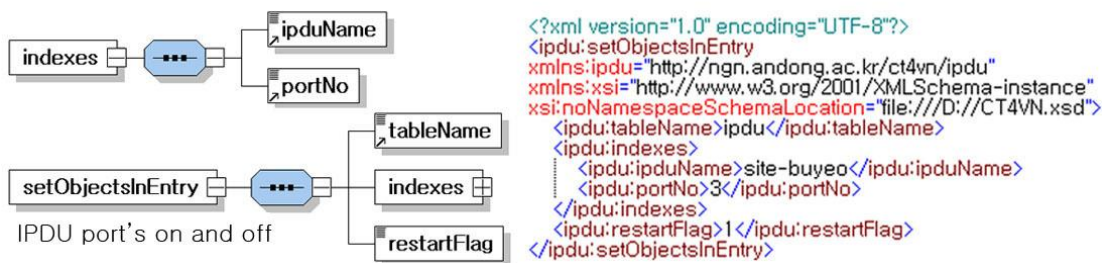 indexes
ipduName
portNo
setObjectsInEntry
tableName
indexes
restartFlag
IPDU port's on and off
<?xml version="1.0" encoding="UTF-8"?>
<ipdu:setObjectsInEntry
xmlns:ipdu="http://ngn.andong.ac.kr/ct4vn/ipdu"
xmlns:xsi="http://www.w3.org/2001/XMLSchema-instance"
xsi:noNamespaceSchemaLocation="file:///D://CT4VN.xsd">
<ipdu:tableName>ipdu</ipdu:tableName>
<ipdu:indexes>
<ipdu:ipduName>site-buyeo</ipdu:ipduName>
<ipdu:portNo>3</ipdu:portNo>
</ipdu:indexes>
<ipdu:restartFlag>1</ipdu:restartFlag>
</ipdu:setObjectsInEntry>